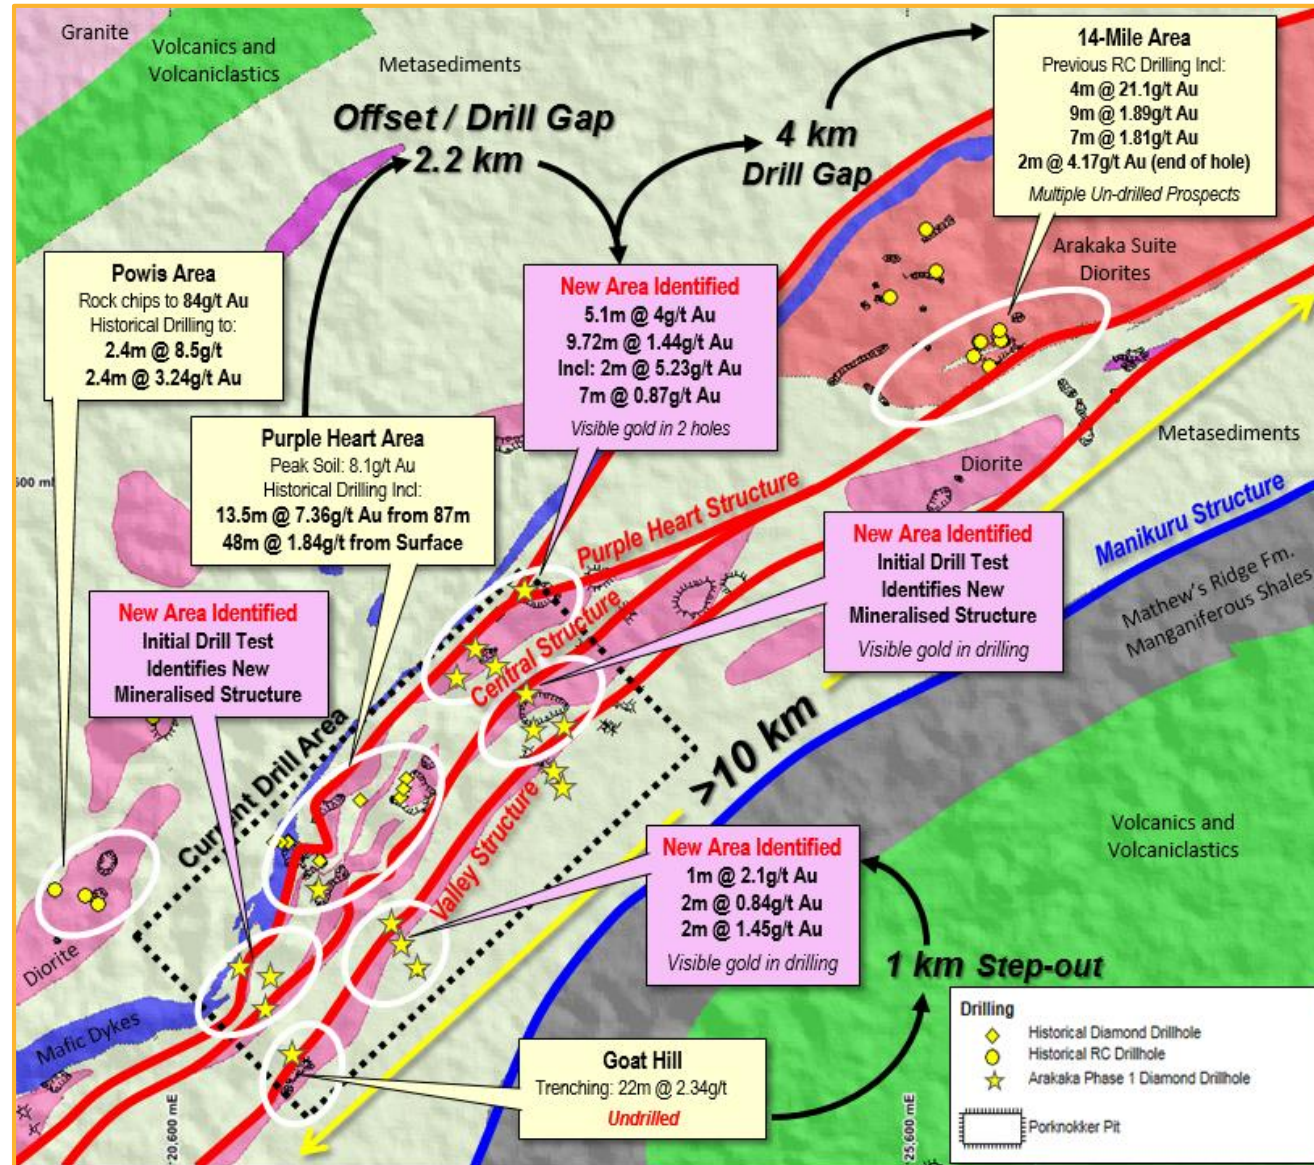 Granite
Volcanics and
Volcaniclastics
Metasediments
Offset / Drill Gap
2.2 km
4 km
Drill Gap
14-Mile Area
Previous RC Drilling Incl:
4m @ 21.1g/t Au
9m @ 1.89g/t Au
7m @ 1.81g/t Au
2m @ 4.17g/t Au (end of hole)
Multiple Un-drilled Prospects
Arakaka Suite
Diorites
Powis Area
Rock chips to 84g/t Au
Historical Drilling to:
2.4m @ 8.5g/t
2.4m @ 3.24g/t Au
New Area Identified
5.1m @ 4g/t Au
9.72m @ 1.44g/t Au
Incl: 2m @ 5.23g/t Au
7m @ 0.87g/t Au
Visible gold in 2 holes
Purple Heart Area
Peak Soil: 8.1g/t Au
Historical Drilling Incl:
13.5m @ 7.36g/t Au from 87m
48m @ 1.84g/t from Surface
Metasediments
Diorite
Purple Heart Structure
Manikuru Structure
New Area Identified
Initial Drill Test
Identifies New
Mineralised Structure
Visible gold in drilling
Mathew's Ridge Fm.
Manganiferous Shales
New Area Identified
Initial Drill Test
Identifies New
Mineralised Structure
Central Structure
Current Drill Area
>10 km
Valley Structure
Volcanics and
Volcaniclastics
New Area Identified
1m @ 2.1g/t Au
2m @ 0.84g/t Au
2m @ 1.45g/t Au
Visible gold in drilling
Diorite
1 km Step-out
Mafic Dykes
Goat Hill
Trenching: 22m @ 2.34g/t
Undrilled
Drilling
Historical Diamond Drillhole
Historical RC Drillhole
Arakaka Phase 1 Diamond Drillhole
Porknokker Pit